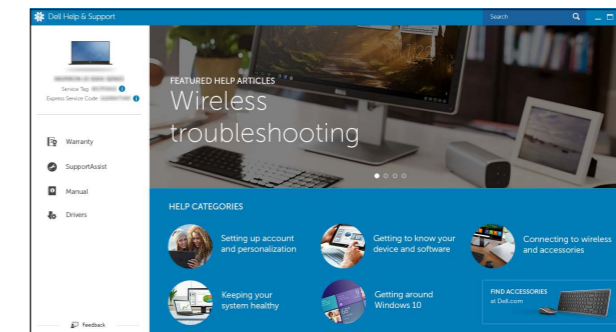 Dell Help & Support
Search
Service Tag
Express Service Code
Warranty
SupportAssist
Manual
Drivers
Feedback
FEATURED HELP ARTICLES
Wireless
troubleshooting
HELP CATEGORIES
Setting up account
and personalization
Getting to know your
device and software
Connecting to wireless
and accessories
Keeping your
system healthy
Getting around
Windows 10
FIND ACCESSORIES
at Dell.com